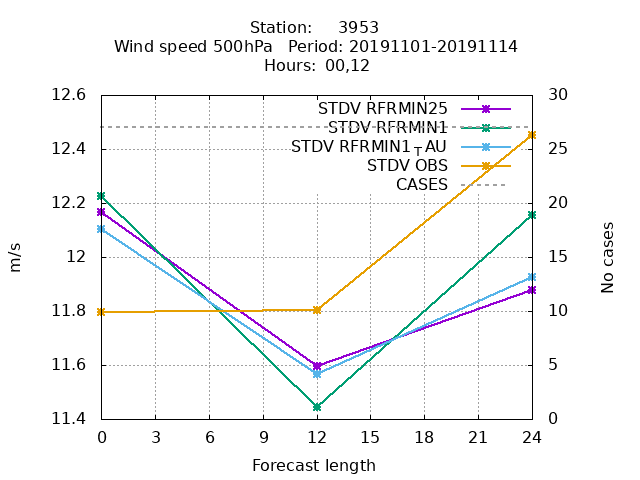 Station: 3953
Wind speed 500hPa Period: 20191101-20191114
Hours: 00,12
12.6
12.4
12.2
12
11.8
11.6
11.4
30
25
20
15
10
5
0
m/s
No cases
STDV RFRMIN25
STDV RFRMIN1
STDV RFRMIN1TAU
STDV OBS
CASES
0 3 6 9 12 15 18 21 24
Forecast length